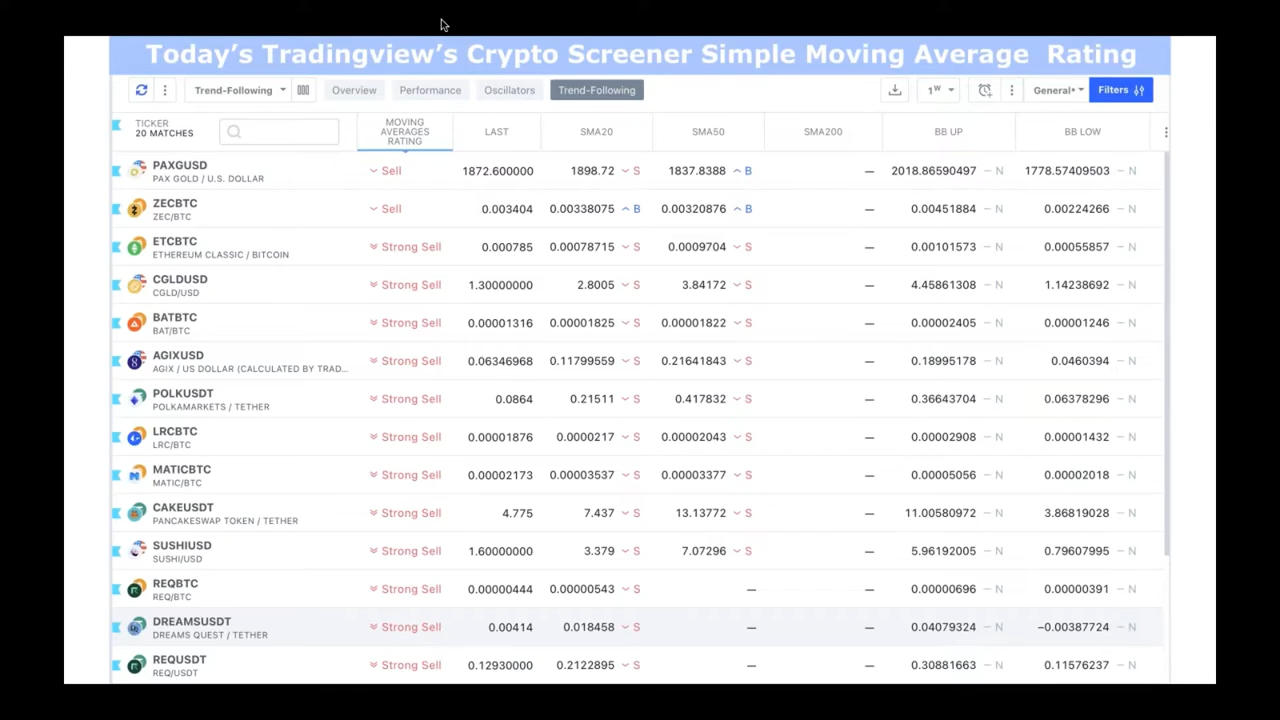 Today's Tradingview's Crypto Screener Simple Moving Average Rating
Trend-Following Overview Performance Oscillators Trend-Following 1W General* Filters
TICKER
20 MATCHES
MOVING
AVERAGES
RATING
LAST SMA20 SMA50 SMA200 BB UP BB LOW
PAXGUSD
PAX GOLD / U.S. DOLLAR
Sell 1872.600000 1898.72 S 1837.8388 B — 2018.86590497 – N 1778.57409503 – N
ZECBTC
ZEC/BTC
Sell 0.003404 0.00338075 B 0.00320876 B — 0.00451884 – N 0.00224266 – N
ETCBTC
ETHEREUM CLASSIC / BITCOIN
Strong Sell 0.000785 0.00078715 S 0.0009704 S — 0.00101573 – N 0.00055857 – N
CGLDUSD
CGLD/USD
Strong Sell 1.30000000 2.8005 S 3.84172 S — 4.45861308 – N 1.14238692 – N
BATBTC
BAT/BTC
Strong Sell 0.00001316 0.00001825 S 0.00001822 S — 0.00002405 – N 0.00001246 – N
AGIXUSD
AGIX / US DOLLAR (CALCULATED BY TRAD...
Strong Sell 0.06346968 0.11799559 S 0.21641843 S — 0.18995178 – N 0.0460394 – N
POLKUSDT
POLKAMARKETS / TETHER
Strong Sell 0.0864 0.21511 S 0.417832 S — 0.36643704 – N 0.06378296 – N
LRCBTC
LRC/BTC
Strong Sell 0.00001876 0.0000217 S 0.00002043 S — 0.00002908 – N 0.00001432 – N
MATICBTC
MATIC/BTC
Strong Sell 0.00002173 0.00003537 S 0.00003377 S — 0.00005056 – N 0.00002018 – N
CAKEUSDT
PANCAKESWAP TOKEN / TETHER
Strong Sell 4.775 7.437 S 13.13772 S — 11.00580972 – N 3.86819028 – N
SUSHIUSD
SUSHI/USD
Strong Sell 1.60000000 3.379 S 7.07296 S — 5.96192005 – N 0.79607995 – N
REQBTC
REQ/BTC
Strong Sell 0.00000444 0.00000543 S — — 0.00000696 – N 0.00000391 – N
DREAMSUSDT
DREAMS QUEST / TETHER
Strong Sell 0.00414 0.018458 S — — 0.04079324 – N −0.00387724 – N
REQUSDT
REQ/USDT
Strong Sell 0.12930000 0.2122895 S — — 0.30881663 – N 0.11576237 – N